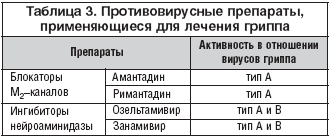 Таблица 3. Противовирусные препараты,
применяющиеся для лечения гриппа
Препараты Активность в отношении
вирусов гриппа
Блокаторы Амантадин тип А
М2–каналов Римантадин тип А
Ингибиторы Озельтамивир тип А и В
нейроаминидазы Занамивир тип А и В